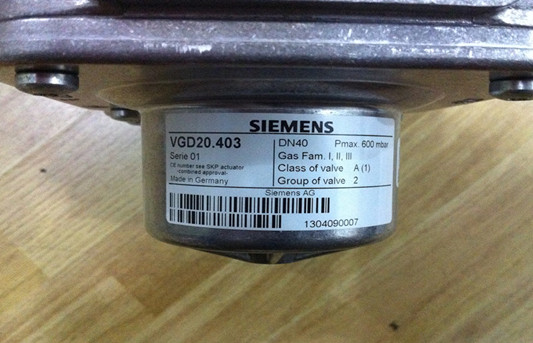 SIEMENS
VGD20.403
Serie 01
CE number see SKP actuator
-combined approval-
Made in Germany
DN40 Pmax. 600 mbar
Gas Fam. I, II, III
Class of valve A (1)
Group of valve 2
Siemens AG
1304090007